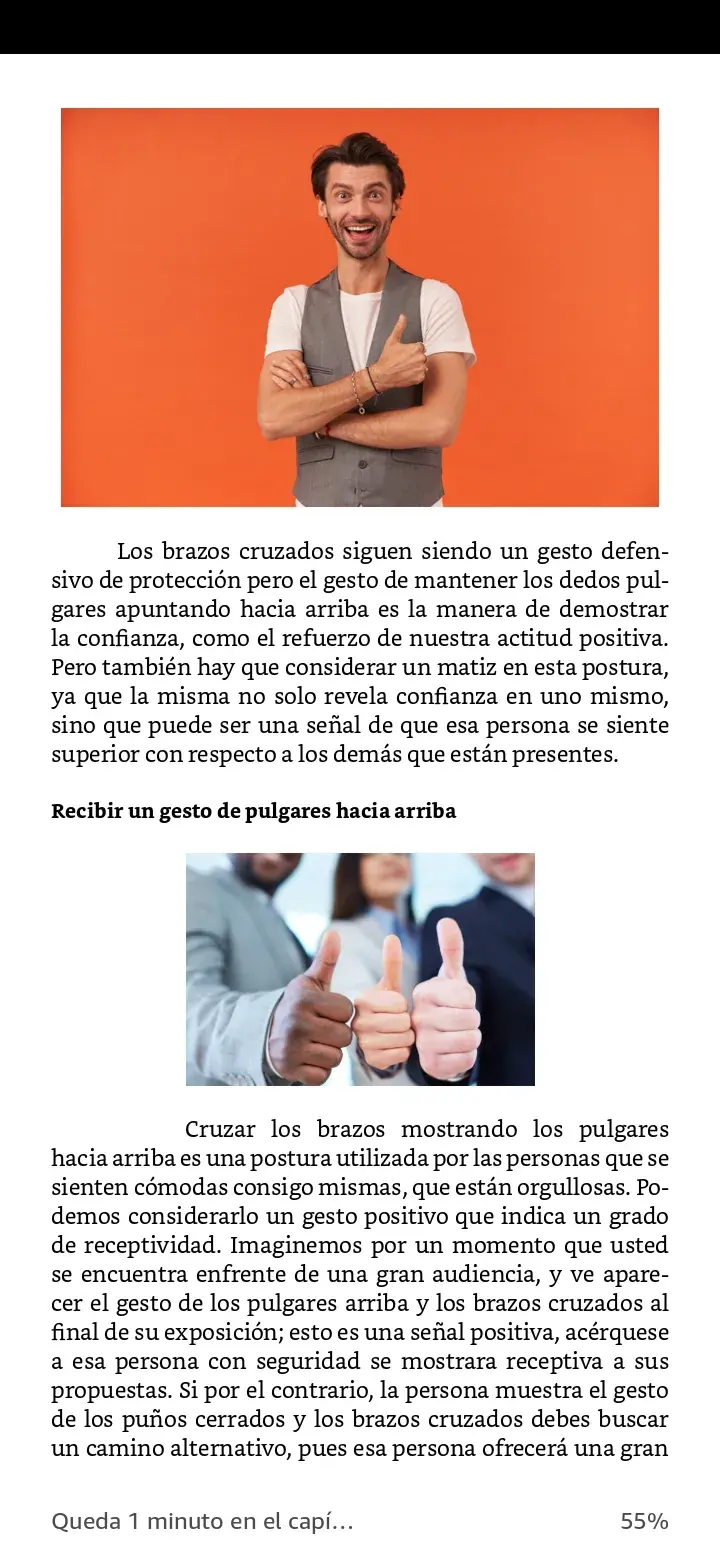 Los brazos cruzados siguen siendo un gesto defen-
sivo de protección pero el gesto de mantener los dedos pul-
gares apuntando hacia arriba es la manera de demostrar
la confianza, como el refuerzo de nuestra actitud positiva.
Pero también hay que considerar un matiz en esta postura,
ya que la misma no solo revela confianza en uno mismo,
sino que puede ser una señal de que esa persona se siente
superior con respecto a los demás que están presentes.
Recibir un gesto de pulgares hacia arriba
Cruzar los brazos mostrando los pulgares
hacia arriba es una postura utilizada por las personas que se
sienten cómodas consigo mismas, que están orgullosas. Po-
demos considerarlo un gesto positivo que indica un grado
de receptividad. Imaginemos por un momento que usted
se encuentra enfrente de una gran audiencia, y ve apare-
cer el gesto de los pulgares arriba y los brazos cruzados al
final de su exposición; esto es una señal positiva, acérquese
a esa persona con seguridad se mostrara receptiva a sus
propuestas. Si por el contrario, la persona muestra el gesto
de los puños cerrados y los brazos cruzados debes buscar
un camino alternativo, pues esa persona ofrecerá una gran
Queda 1 minuto en el capí… 55%